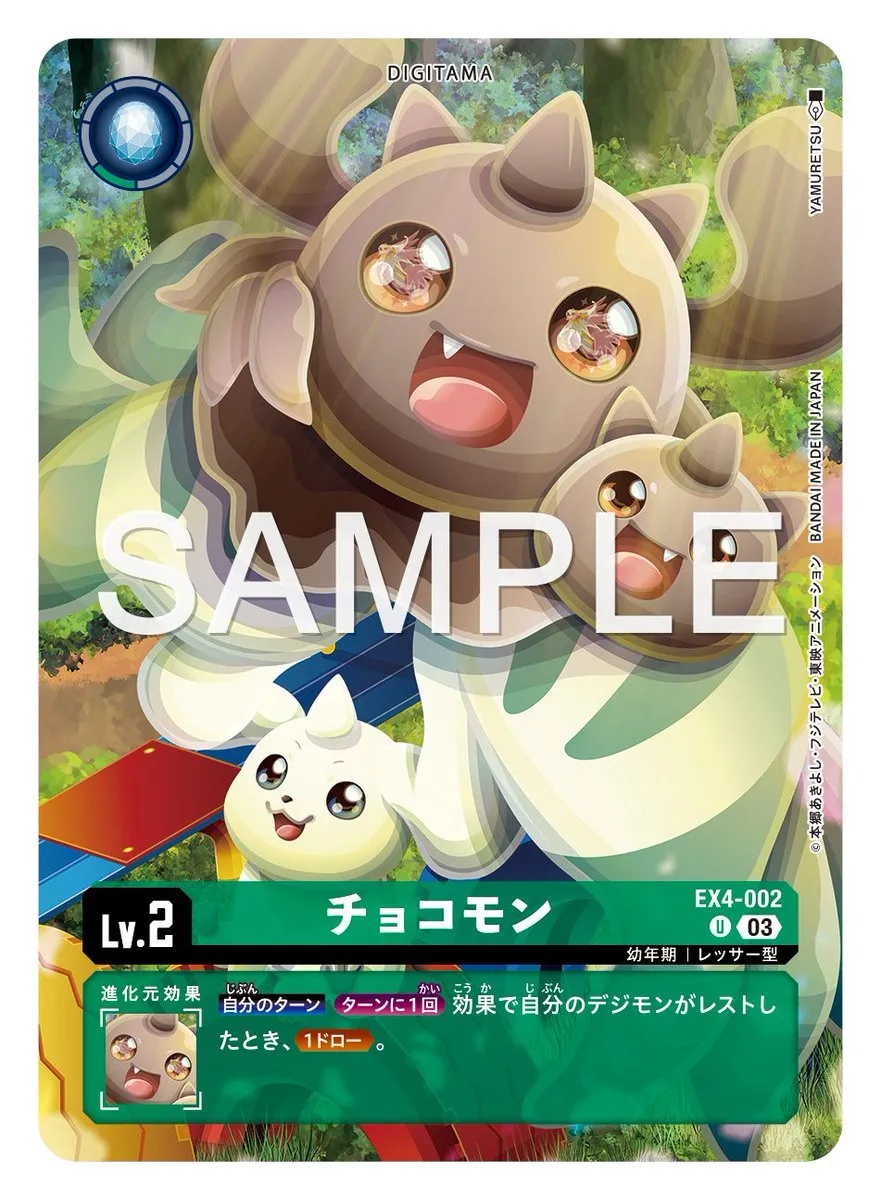 DIGITAMA
YAMURETSU
SAMPLE
©本郷あきよし・フジテレビ・東映アニメーション BANDAI MADE IN JAPAN
Lv.2
チョコモン
EX4-002
U 03
幼年期 | レッサー型
進化元効果
自分のターン ターンに1回 効果で自分のデジモンがレストし
たとき、1ドロー。